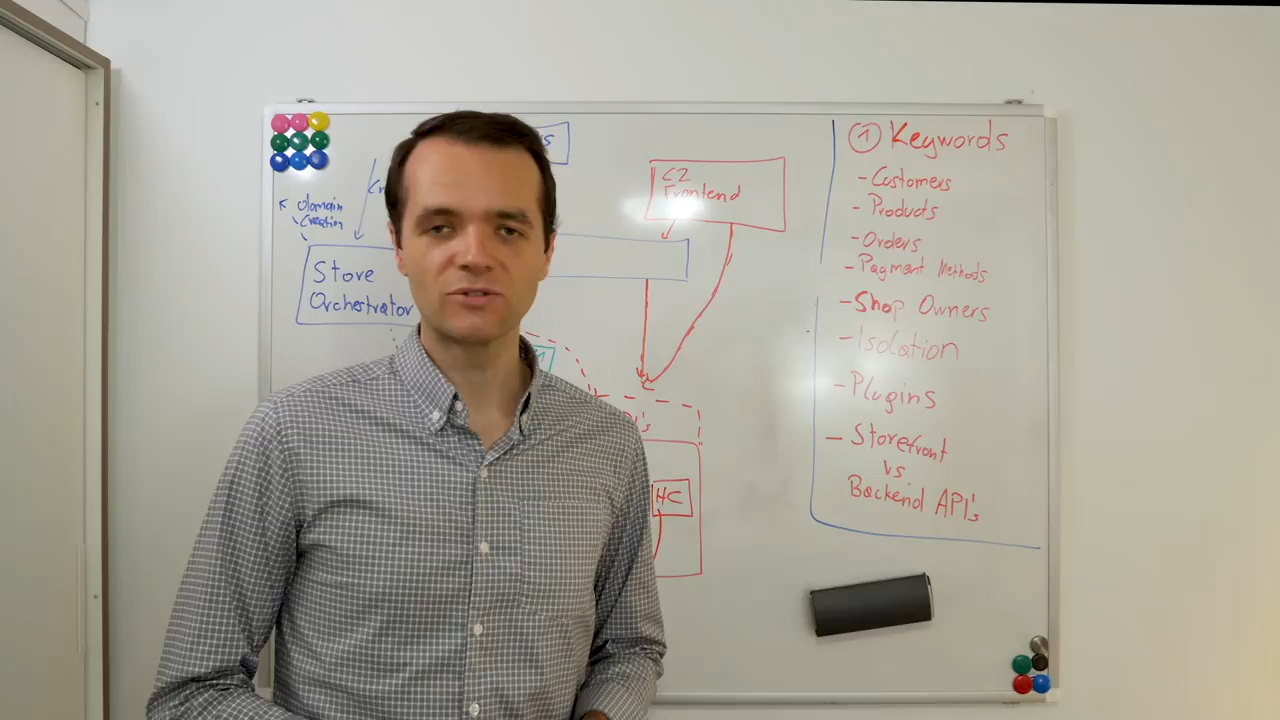 C2
Frontend
domain
creation
Store
Orchestrator
HC
① Keywords
- Customers
- Products
- Orders
- Payment Methods
- Shop Owners
- Isolation
- Plugins
- Storefront
vs
Backend API's